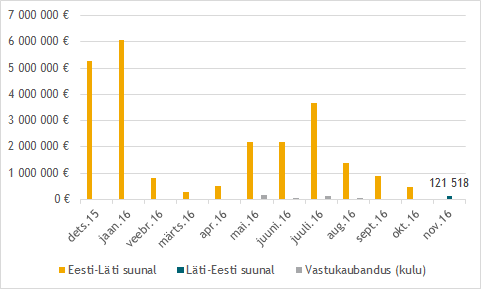 7 000 000 €
6 000 000 €
5 000 000 €
4 000 000 €
3 000 000 €
2 000 000 €
1 000 000 €
0 €
121 518
dets.15
jaan.16
veebr.16
märts.16
apr.16
mai.16
juuni.16
juuli.16
aug.16
sept.16
okt.16
nov.16
Eesti-Läti suunal
Läti-Eesti suunal
Vastukaubandus (kulu)